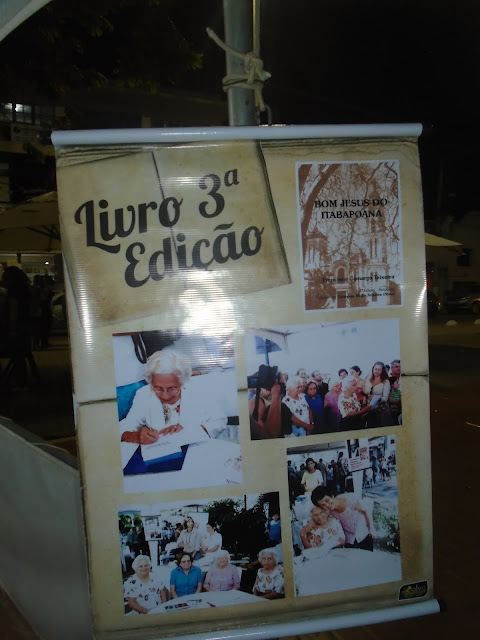 Livro 3ª
Edição
BOM JESUS DO
ITABAPOANA